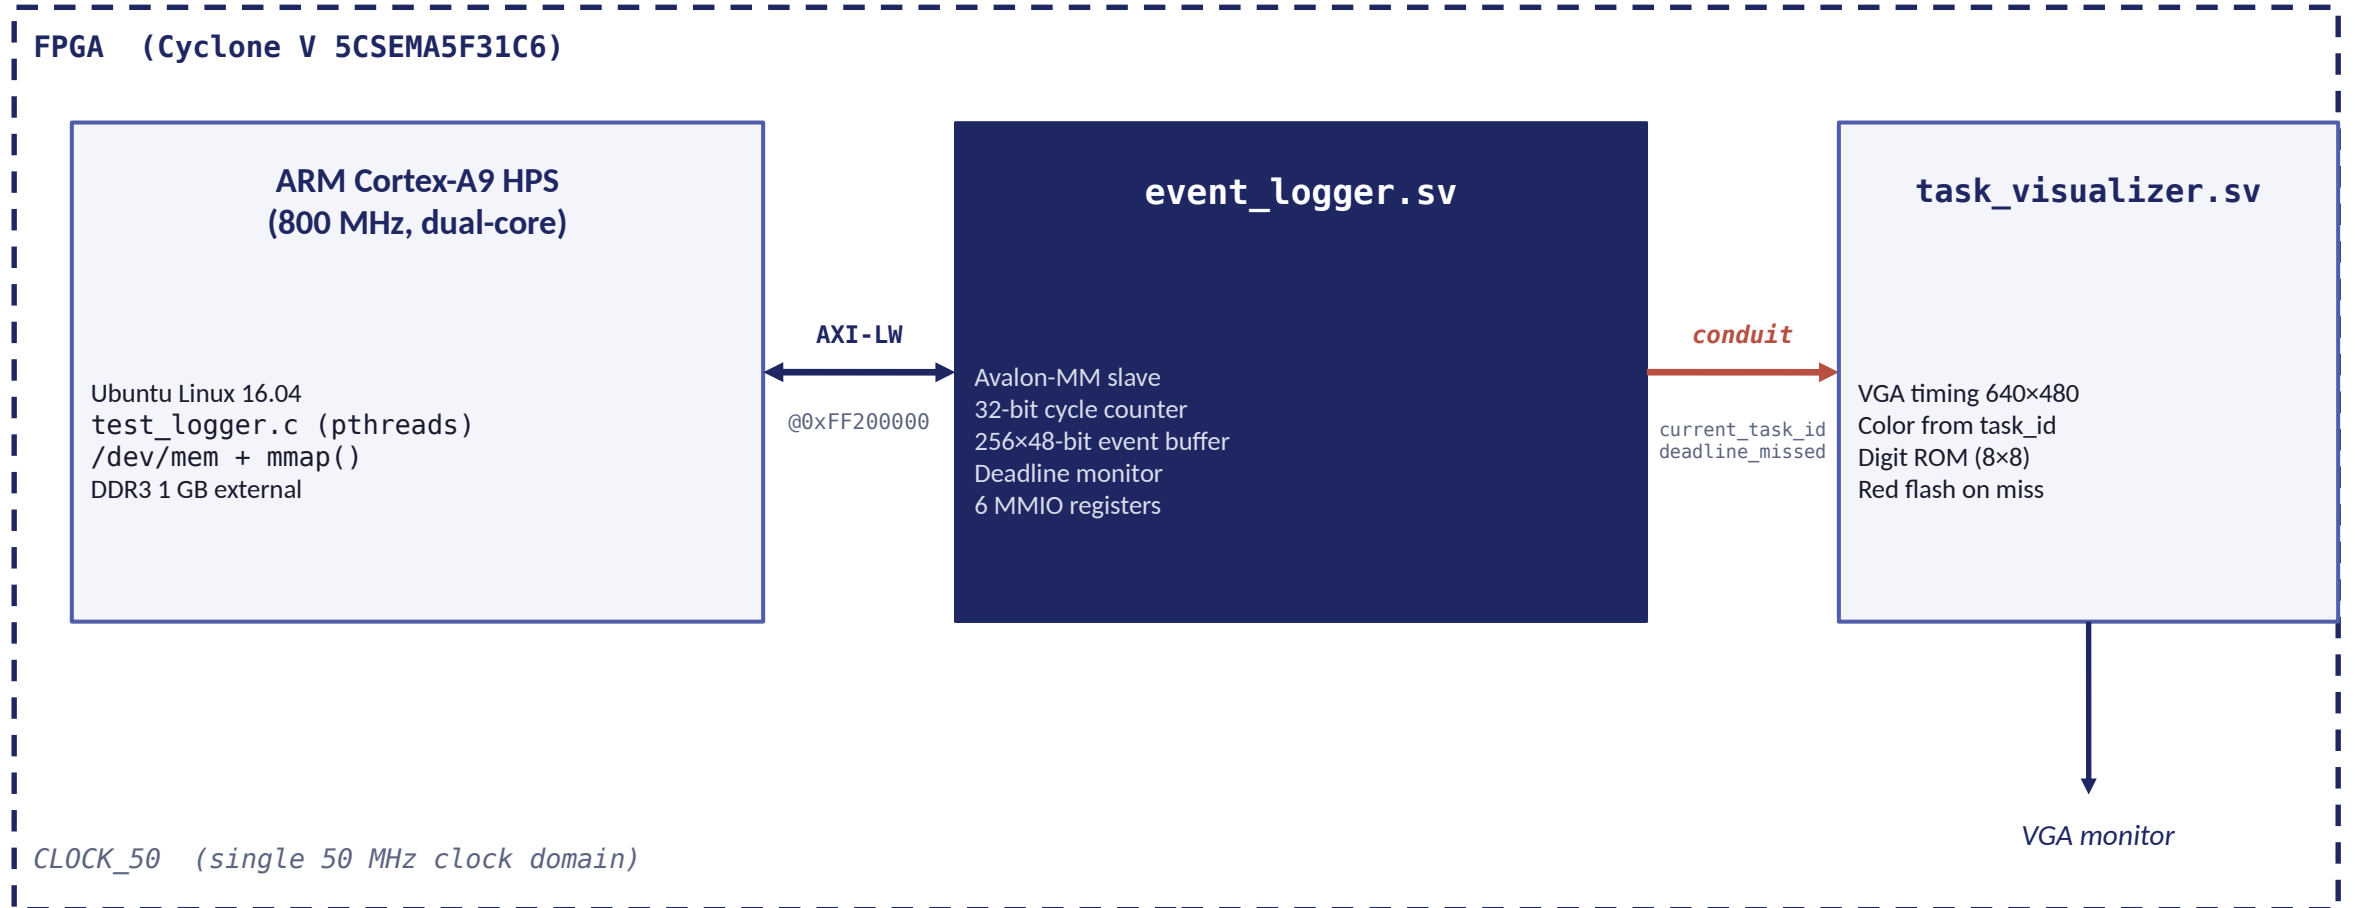 FPGA  (Cyclone V 5CSEMA5F31C6)
ARM Cortex-A9 HPS
(800 MHz, dual-core)
Ubuntu Linux 16.04
test_logger.c (pthreads)
/dev/mem + mmap()
DDR3 1 GB external
AXI-LW
@0xFF200000
event_logger.sv
Avalon-MM slave
32-bit cycle counter
256×48-bit event buffer
Deadline monitor
6 MMIO registers
conduit
current_task_id
deadline_missed
task_visualizer.sv
VGA timing 640×480
Color from task_id
Digit ROM (8×8)
Red flash on miss
VGA monitor
CLOCK_50  (single 50 MHz clock domain)